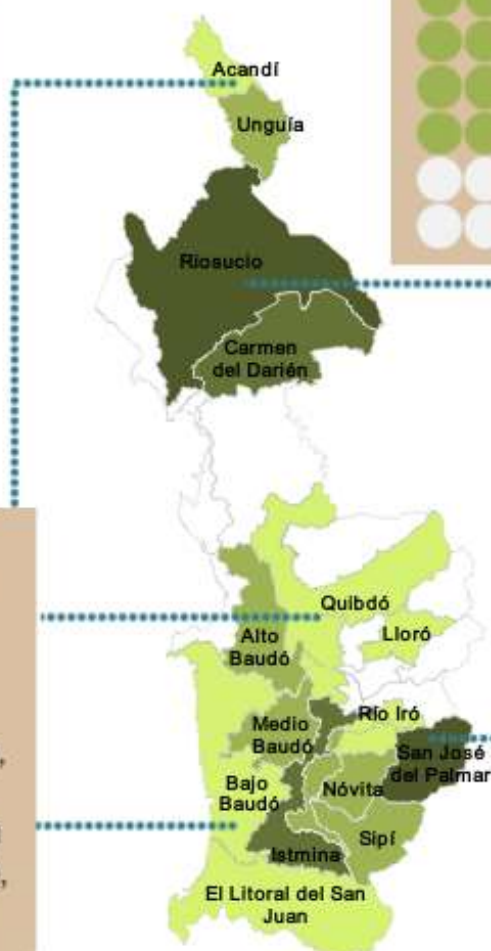 Acandí
Unguía
Riosucio
Carmen
del Darién
Quibdó
Lloró
Alto
Baudó
Río Iró
Medio
Baudó
San José
del Palmar
Bajo
Baudó
Nóvita
Sipí
Istmina
El Litoral del San
Juan